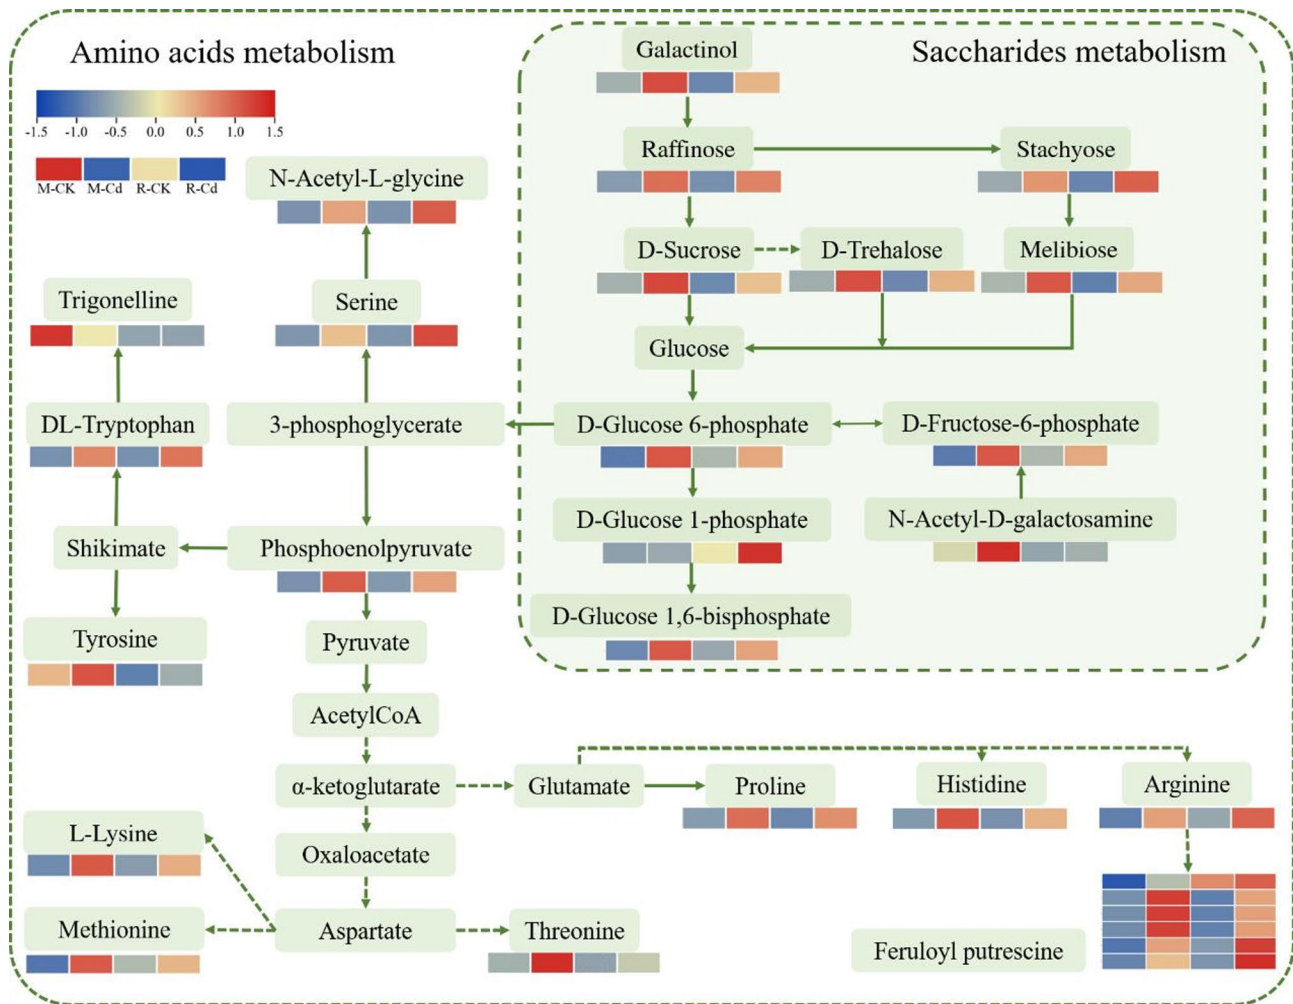 Amino acids metabolism
Saccharides metabolism
-1.5 -1.0 -0.5 0.0 0.5 1.0 1.5
M-CK M-Cd R-CK R-Cd
Galactinol
Raffinose
Stachyose
N-Acetyl-L-glycine
D-Sucrose
D-Trehalose
Melibiose
Trigonelline
Serine
Glucose
DL-Tryptophan
3-phosphoglycerate
D-Glucose 6-phosphate
D-Fructose-6-phosphate
D-Glucose 1-phosphate
N-Acetyl-D-galactosamine
Shikimate
Phosphoenolpyruvate
D-Glucose 1,6-bisphosphate
Tyrosine
Pyruvate
AcetylCoA
α-ketoglutarate
Glutamate
Proline
Histidine
Arginine
L-Lysine
Oxaloacetate
Methionine
Aspartate
Threonine
Feruloyl putrescine